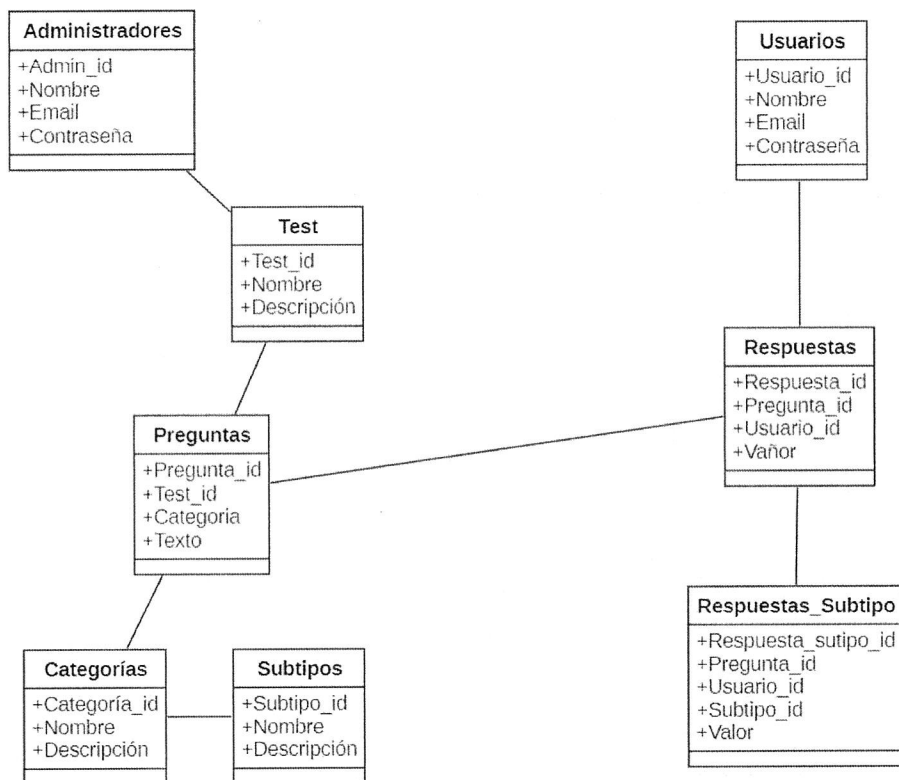 Administradores
+Admin_id
+Nombre
+Email
+Contraseña
Usuarios
+Usuario_id
+Nombre
+Email
+Contraseña
Test
+Test_id
+Nombre
+Descripción
Respuestas
+Respuesta_id
+Pregunta_id
+Usuario_id
+Vañor
Preguntas
+Pregunta_id
+Test_id
+Categoria
+Texto
Respuestas_Subtipo
+Respuesta_sutipo_id
+Pregunta_id
+Usuario_id
+Subtipo_id
+Valor
Categorías
+Categoría_id
+Nombre
+Descripción
Subtipos
+Subtipo_id
+Nombre
+Descripción